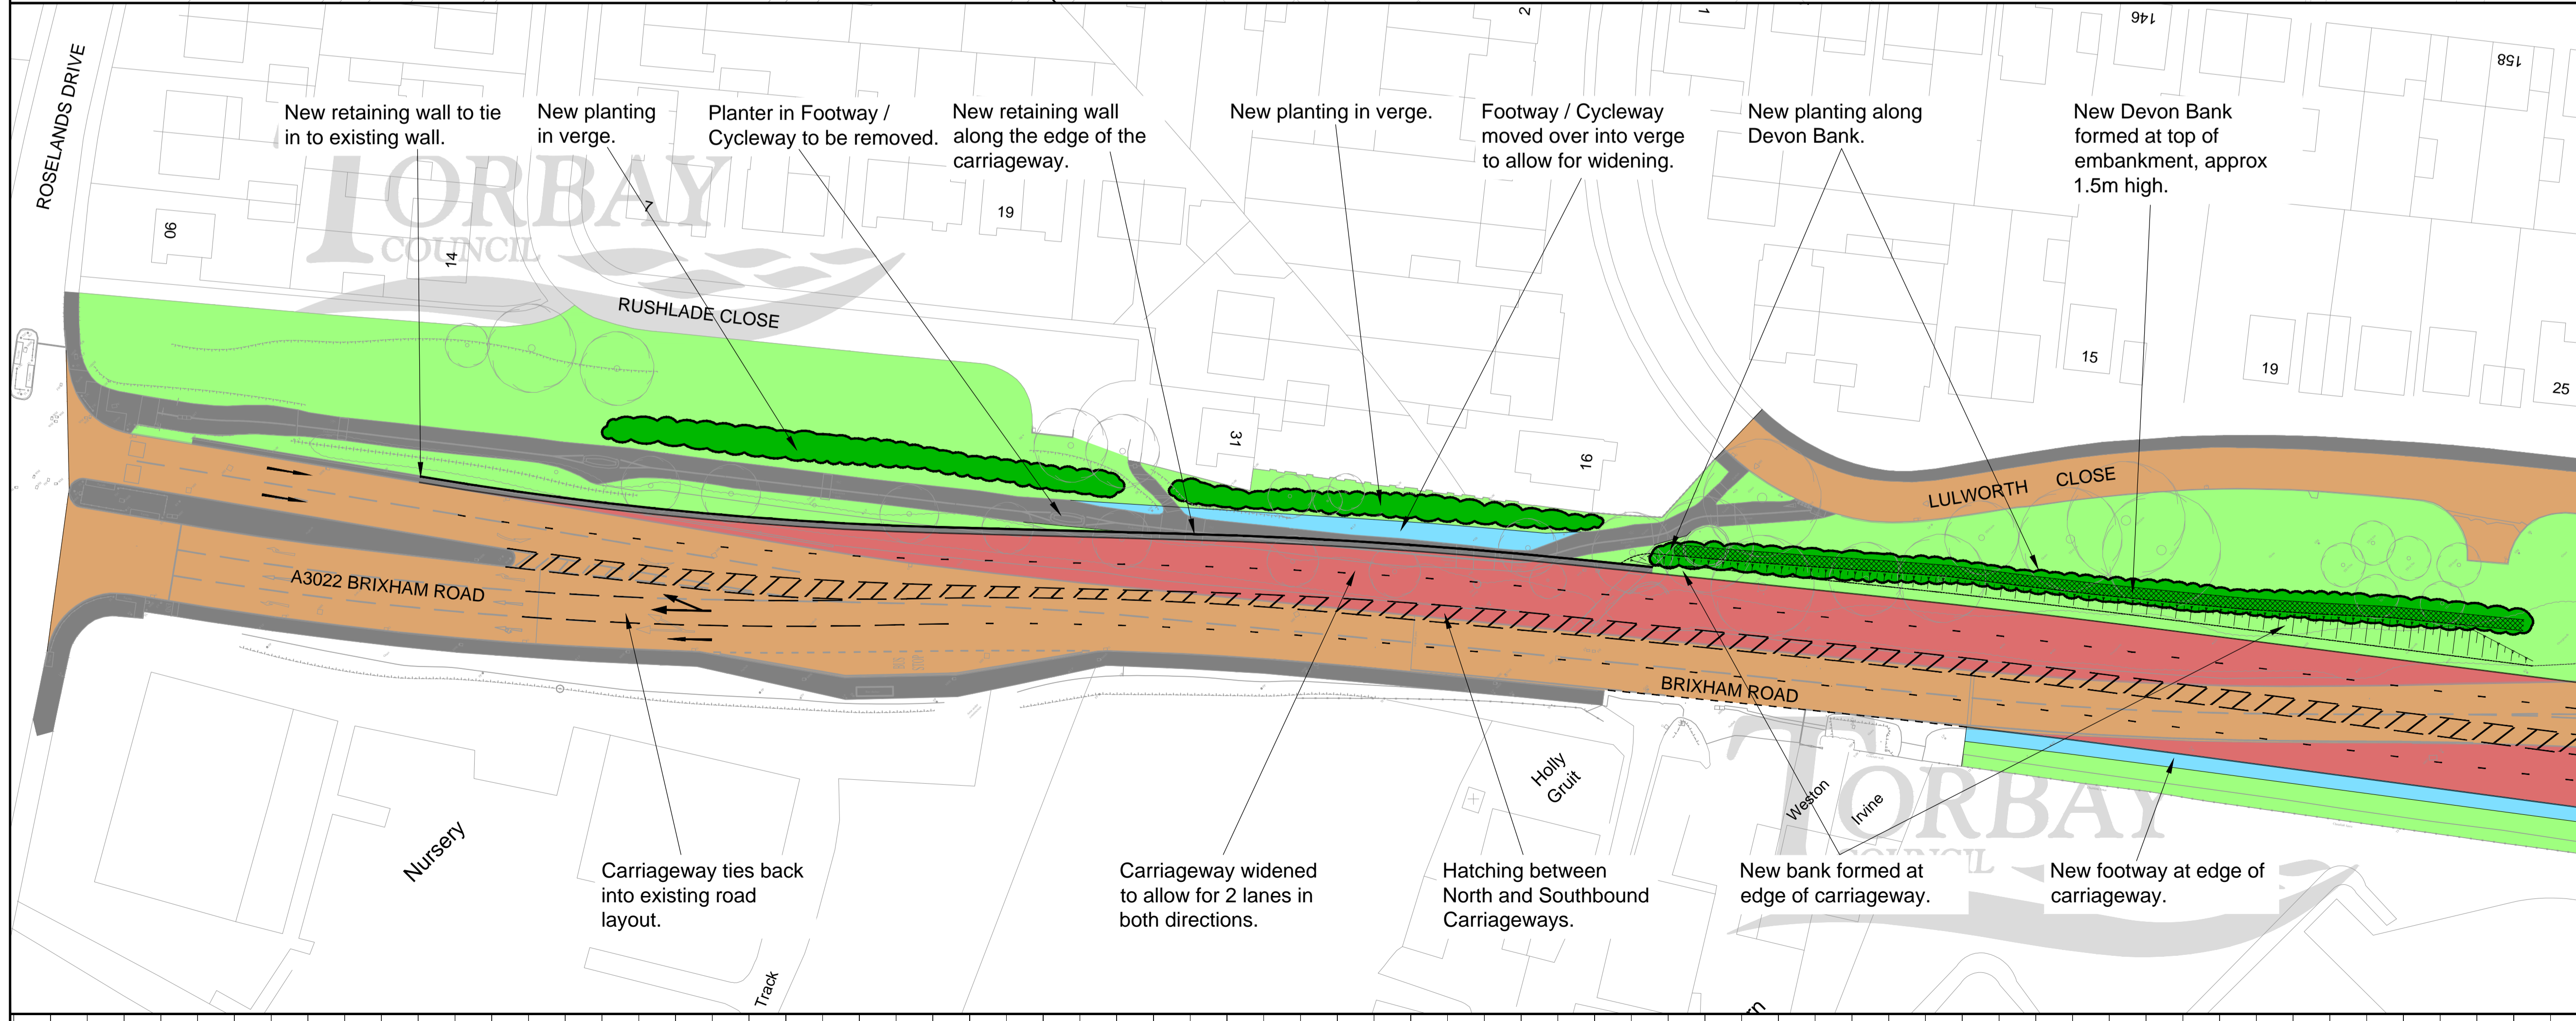 ROSELANDS DRIVE
New retaining wall to tie
in to existing wall.
New planting
in verge.
Planter in Footway /
Cycleway to be removed.
New retaining wall
along the edge of the
carriageway.
New planting in verge.
Footway / Cycleway
moved over into verge
to allow for widening.
New planting along
Devon Bank.
New Devon Bank
formed at top of
embankment, approx
1.5m high.
2
1
146
158
TORBAY
COUNCIL
90
14
7
19
RUSHLADE CLOSE
31
16
15
19
25
LULWORTH CLOSE
A3022 BRIXHAM ROAD
BUS
STOP
BRIXHAM ROAD
Nursery
Track
Holly
Gruit
Weston
Irvine
TORBAY
COUNCIL
Carriageway ties back
into existing road
layout.
Carriageway widened
to allow for 2 lanes in
both directions.
Hatching between
North and Southbound
Carriageways.
New bank formed at
edge of carriageway.
New footway at edge of
carriageway.